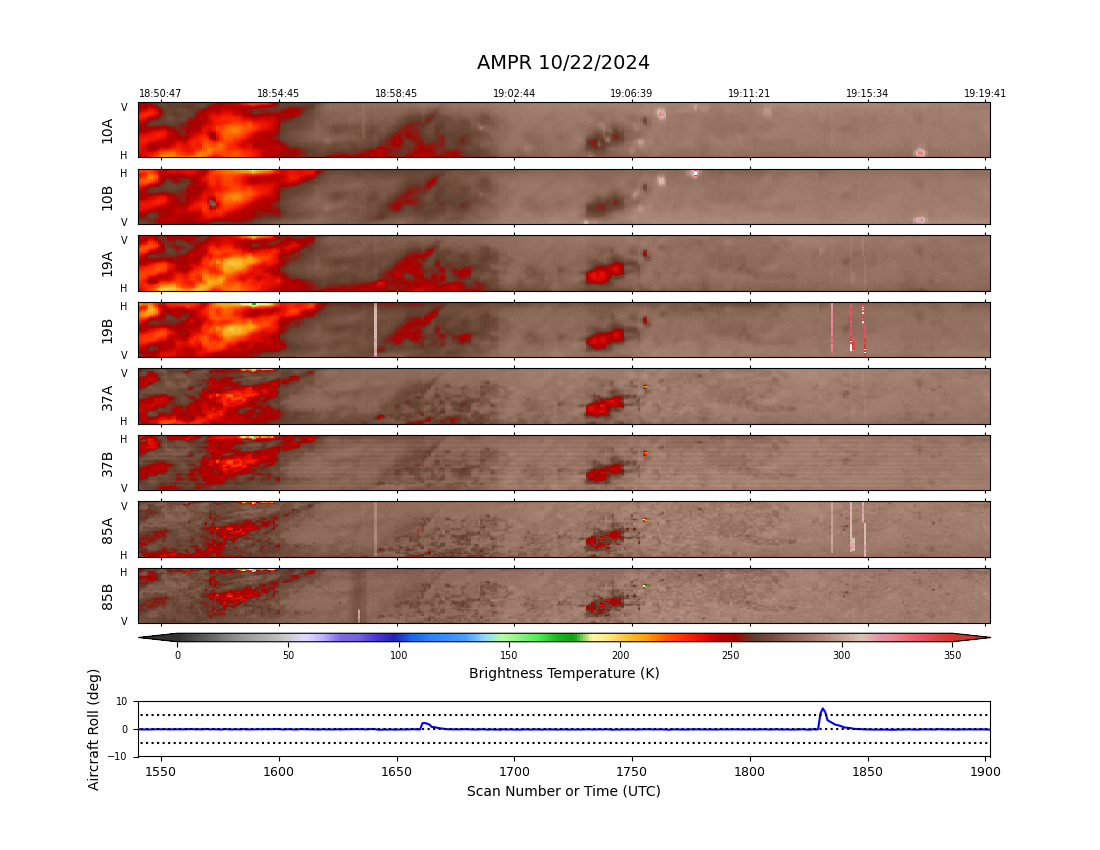 AMPR 10/22/2024
18:50:47 18:54:45 18:58:45 19:02:44 19:06:39 19:11:21 19:15:34 19:19:41
V
10A
H
H
10B
V
V
19A
H
H
19B
V
V
37A
H
H
37B
V
V
85A
H
H
85B
V
0 50 100 150 200 250 300 350
Brightness Temperature (K)
Aircraft Roll (deg)
10
0
−10
1550 1600 1650 1700 1750 1800 1850 1900
Scan Number or Time (UTC)